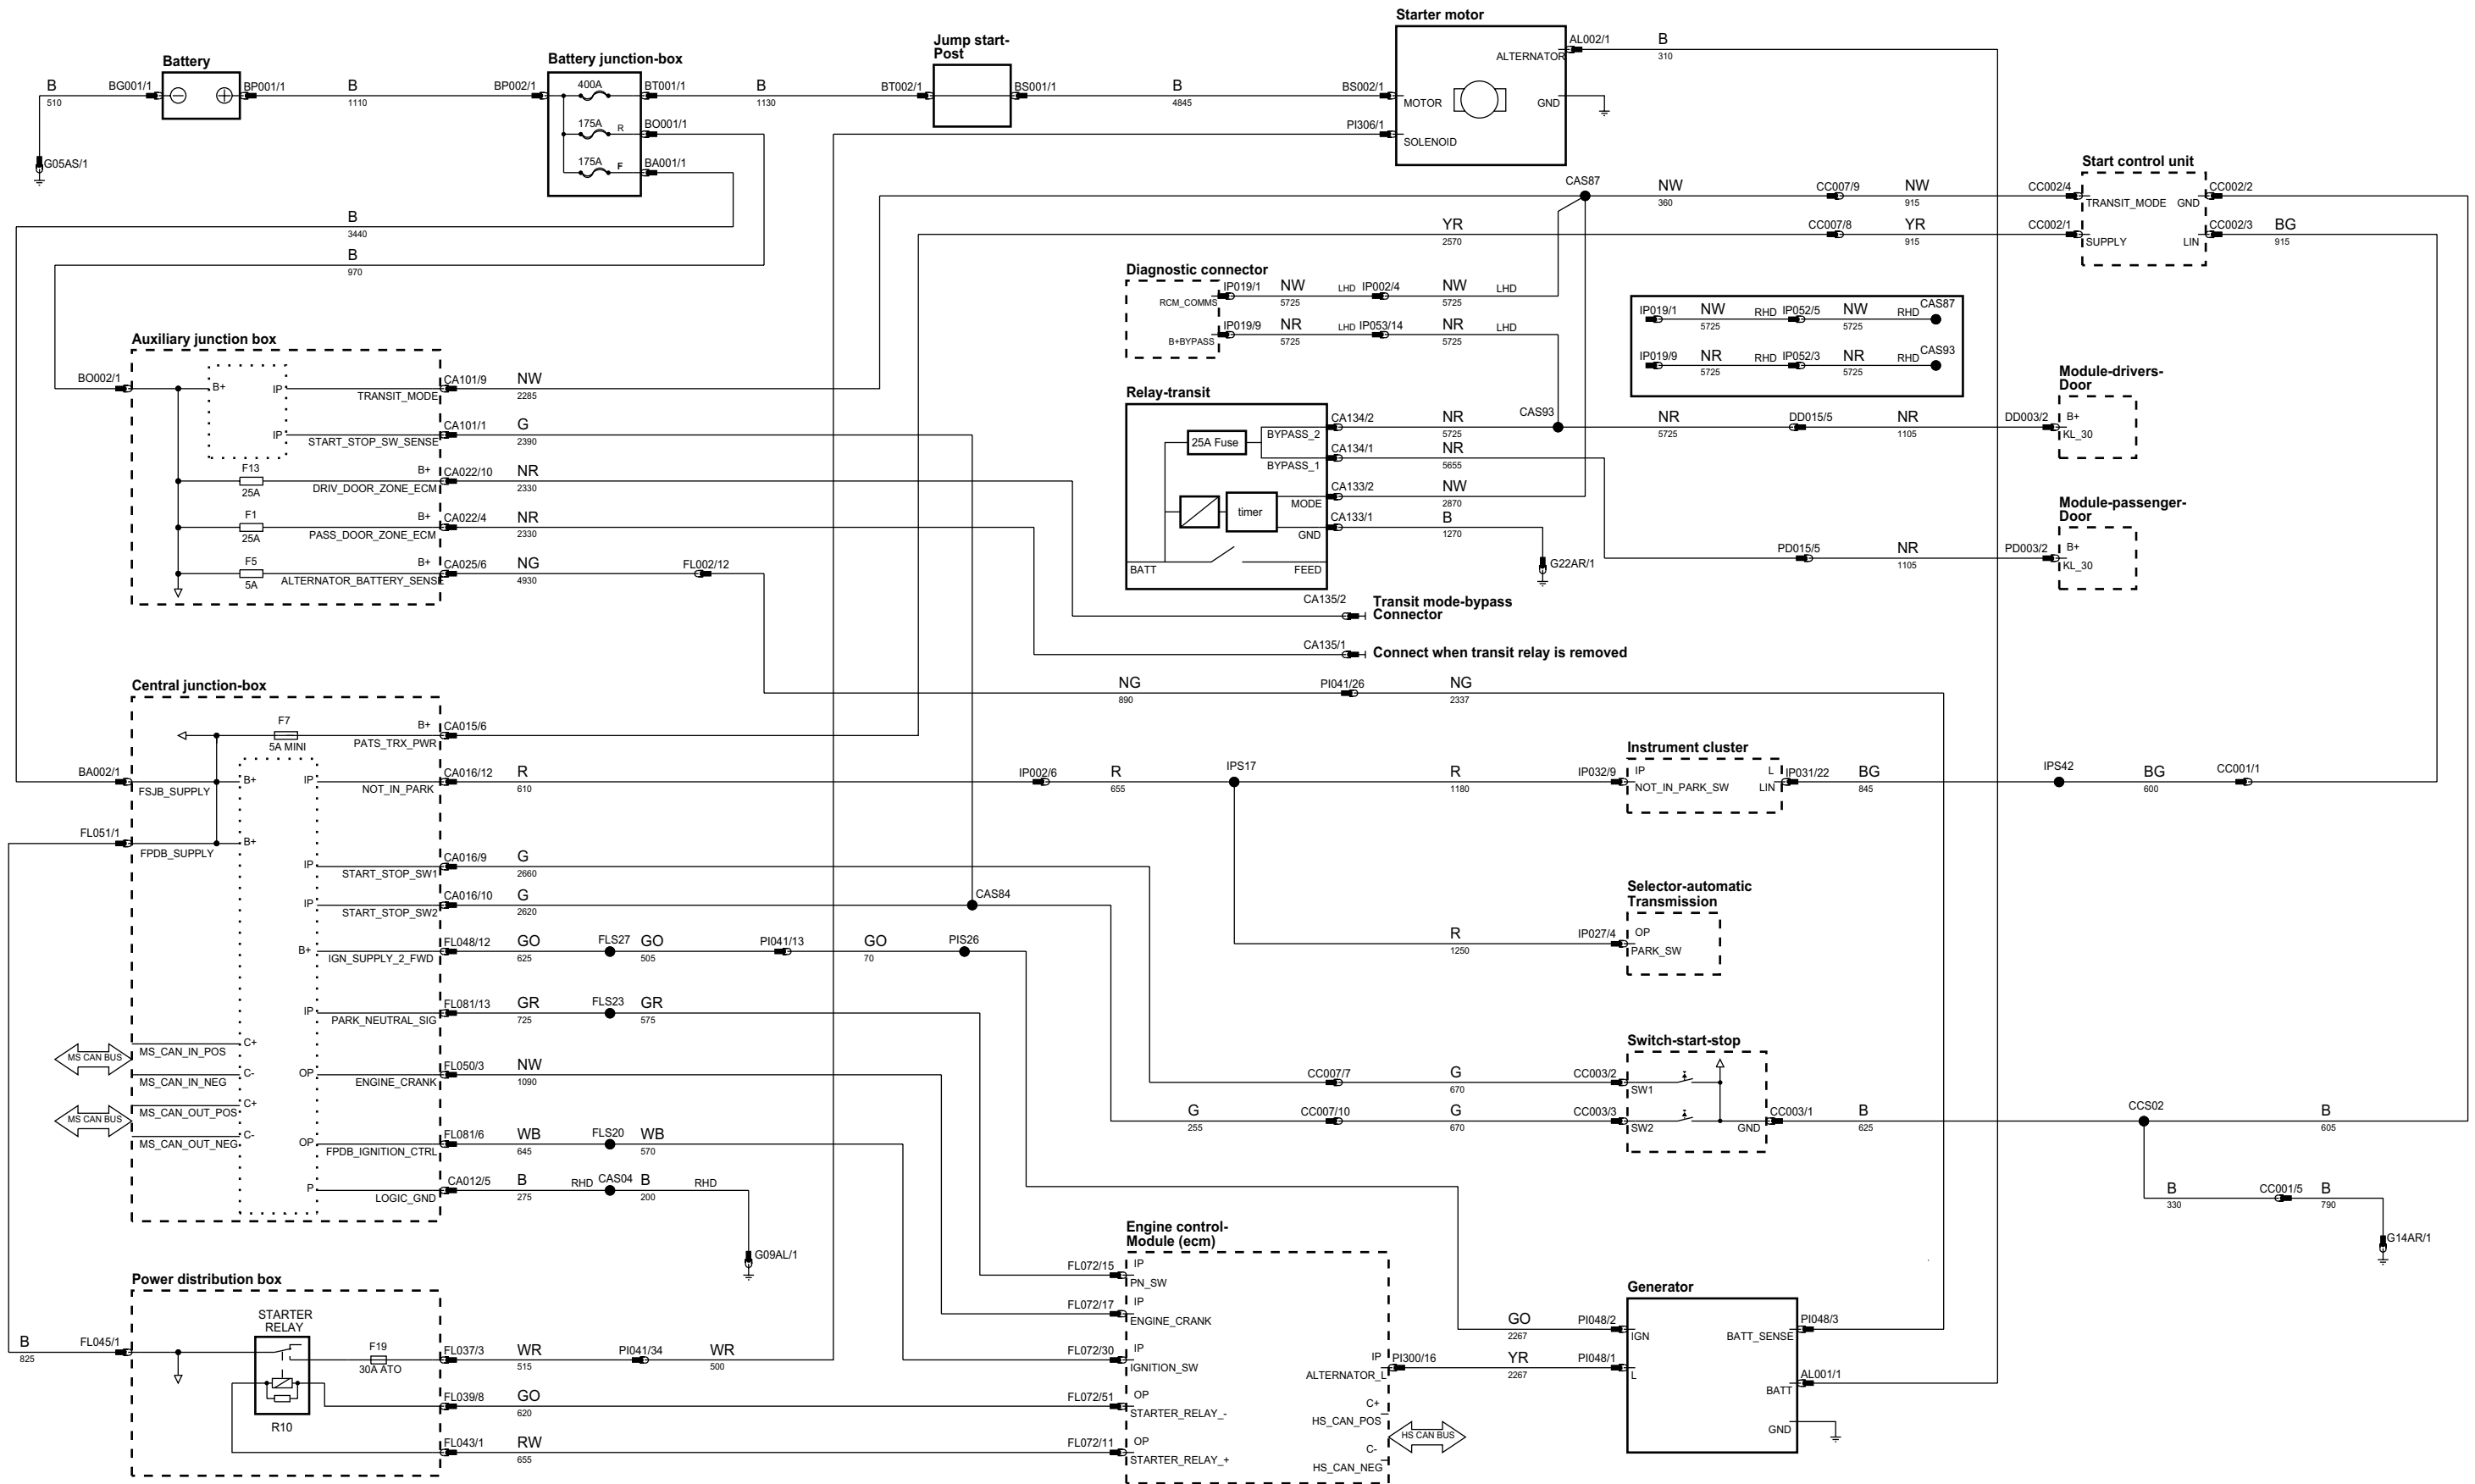 Starter motor
AL002/1
B
310
ALTERNATOR
Jump start-
Post
Battery junction-box
Battery
B
510
BG001/1
BP001/1
B
1110
BP002/1
400A
BT001/1
B
1130
BT002/1
BS001/1
B
4845
BS002/1
MOTOR
GND
175A
R
BO001/1
PI306/1
SOLENOID
175A
F
BA001/1
G05AS/1
Start control unit
CAS87
NW
360
CC007/9
NW
915
CC002/4
TRANSIT_MODE
GND
CC002/2
B
3440
YR
2570
CC007/8
YR
915
CC002/1
SUPPLY
LIN
CC002/3
BG
915
B
970
Diagnostic connector
RCM_COMMS
IP019/1
NW
5725
LHD
IP002/4
NW
5725
LHD
B+BYPASS
IP019/9
NR
5725
LHD
IP053/14
NR
5725
LHD
IP019/1
NW
5725
RHD
IP052/5
NW
5725
RHD
CAS87
IP019/9
NR
5725
RHD
IP052/3
NR
5725
RHD
CAS93
Auxiliary junction box
BO002/1
B+
IP
TRANSIT_MODE
CA101/9
NW
2285
IP
START_STOP_SW_SENSE
CA101/1
G
2390
F13
25A
B+
DRIV_DOOR_ZONE_ECM
CA022/10
NR
2330
F1
25A
B+
PASS_DOOR_ZONE_ECM
CA022/4
NR
2330
F5
5A
B+
ALTERNATOR_BATTERY_SENSE
CA025/6
NG
4930
FL002/12
Relay-transit
25A Fuse
BYPASS_2
CA134/2
NR
5725
CAS93
NR
5725
DD015/5
NR
1105
DD003/2
Module-drivers-
Door
B+
KL_30
BYPASS_1
CA134/1
NR
5655
timer
MODE
CA133/2
NW
2870
GND
CA133/1
B
1270
BATT
FEED
G22AR/1
PD015/5
NR
1105
PD003/2
Module-passenger-
Door
B+
KL_30
CA135/2
Transit mode-bypass
Connector
CA135/1
Connect when transit relay is removed
NG
890
PI041/26
NG
2337
Central junction-box
F7
5A MINI
B+
PATS_TRX_PWR
CA015/6
BA002/1
FSJB_SUPPLY
B+
IP
NOT_IN_PARK
CA016/12
R
610
IP002/6
R
655
IPS17
R
1180
IP032/9
Instrument cluster
IP
NOT_IN_PARK_SW
L
LIN
IP031/22
BG
845
IPS42
BG
600
CC001/1
FL051/1
FPDB_SUPPLY
B+
IP
START_STOP_SW1
CA016/9
G
2660
IP
START_STOP_SW2
CA016/10
G
2620
CAS84
Selector-automatic
Transmission
R
1250
IP027/4
OP
PARK_SW
B+
IGN_SUPPLY_2_FWD
FL048/12
GO
625
FLS27
GO
505
PI041/13
GO
70
PIS26
IP
PARK_NEUTRAL_SIG
FL081/13
GR
725
FLS23
GR
575
MS CAN BUS
MS_CAN_IN_POS
C+
MS_CAN_IN_NEG
C-
OP
ENGINE_CRANK
FL050/3
NW
1090
MS CAN BUS
MS_CAN_OUT_POS
C+
MS_CAN_OUT_NEG
C-
OP
FPDB_IGNITION_CTRL
FL081/6
WB
645
FLS20
WB
570
P
LOGIC_GND
CA012/5
B
275
RHD
CAS04
B
200
RHD
G09AL/1
Switch-start-stop
CC007/7
G
670
CC003/2
SW1
G
255
CC007/10
G
670
CC003/3
SW2
GND
CC003/1
B
625
CCS02
B
605
B
330
CC001/5
B
790
G14AR/1
Power distribution box
STARTER
RELAY
B
825
FL045/1
F19
30A ATO
FL037/3
WR
515
PI041/34
WR
500
FL039/8
GO
620
R10
FL043/1
RW
655
Engine control-
Module (ecm)
FL072/15
IP
PN_SW
FL072/17
IP
ENGINE_CRANK
FL072/30
IP
IGNITION_SW
FL072/51
OP
STARTER_RELAY_-
FL072/11
OP
STARTER_RELAY_+
IP
ALTERNATOR_L
PI300/16
YR
2267
PI048/1
C+
HS_CAN_POS
C-
HS_CAN_NEG
HS CAN BUS
Generator
GO
2267
PI048/2
IGN
L
BATT_SENSE
PI048/3
BATT
AL001/1
GND